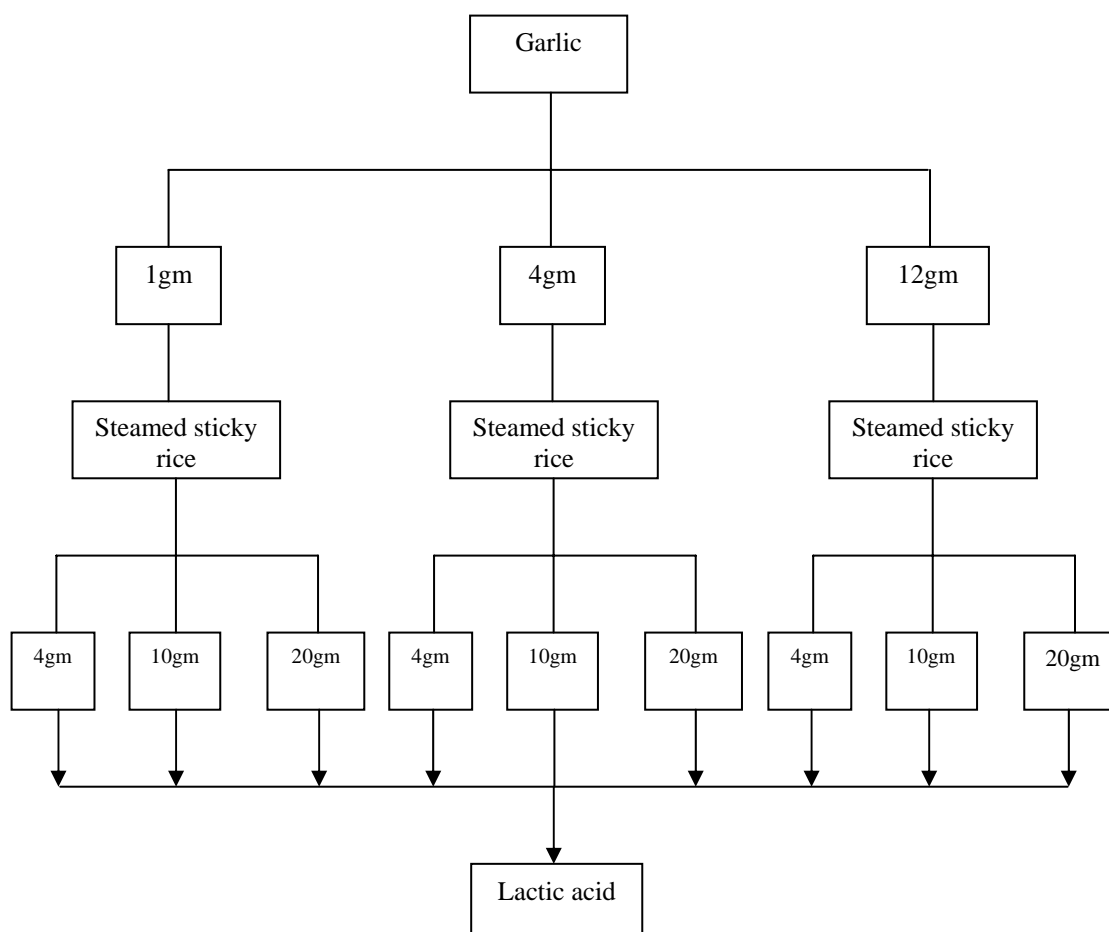 Garlic
1gm
4gm
12gm
Steamed sticky
rice
Steamed sticky
rice
Steamed sticky
rice
4gm
10gm
20gm
4gm
10gm
20gm
4gm
10gm
20gm
Lactic acid